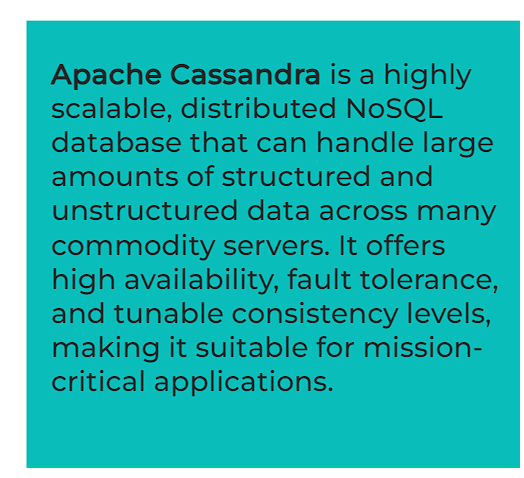 Apache Cassandra is a highly
scalable, distributed NoSQL
database that can handle large
amounts of structured and
unstructured data across many
commodity servers. It offers
high availability, fault tolerance,
and tunable consistency levels,
making it suitable for mission-
critical applications.